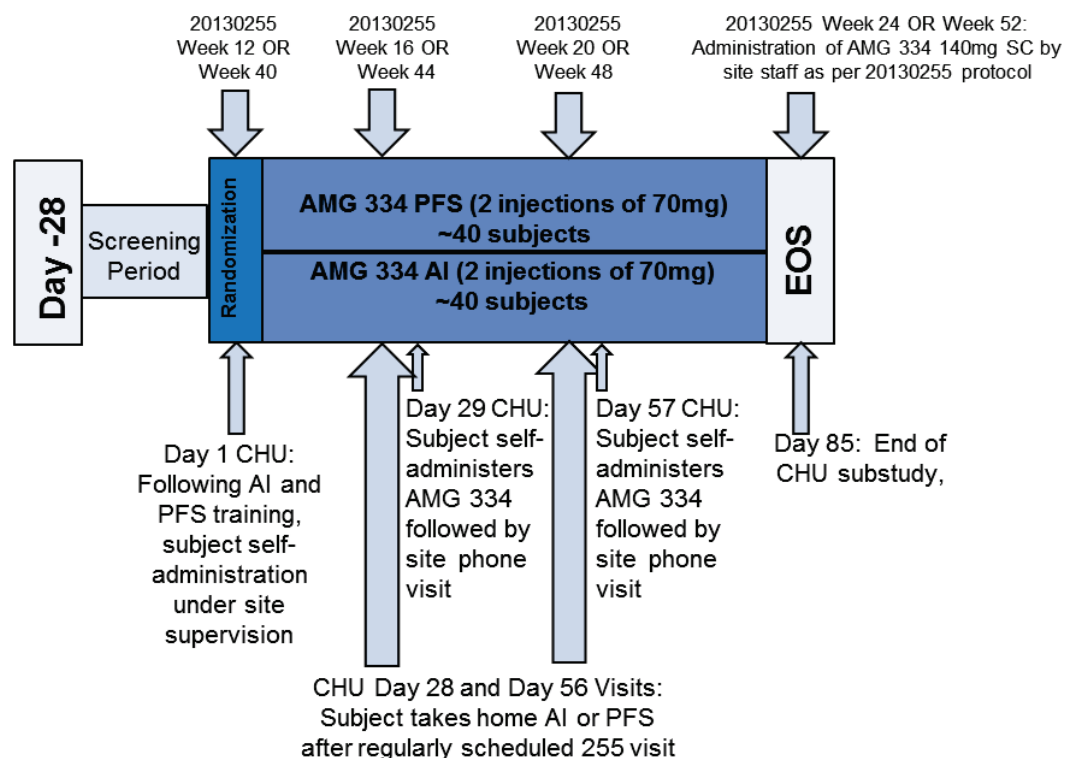 20130255
Week 12 OR
Week 40
20130255
Week 16 OR
Week 44
20130255
Week 20 OR
Week 48
20130255 Week 24 OR Week 52:
Administration of AMG 334 140mg SC by
site staff as per 20130255 protocol
Day -28
Screening
Period
Randomization
AMG 334 PFS (2 injections of 70mg)
~40 subjects
AMG 334 AI (2 injections of 70mg)
~40 subjects
EOS
Day 1 CHU:
Following AI and
PFS training,
subject self-
administration
under site
supervision
Day 29 CHU:
Subject self-
administers
AMG 334
followed by
site phone
visit
Day 57 CHU:
Subject self-
administers
AMG 334
followed by
site phone
visit
Day 85: End of
CHU substudy,
CHU Day 28 and Day 56 Visits:
Subject takes home AI or PFS
after regularly scheduled 255 visit